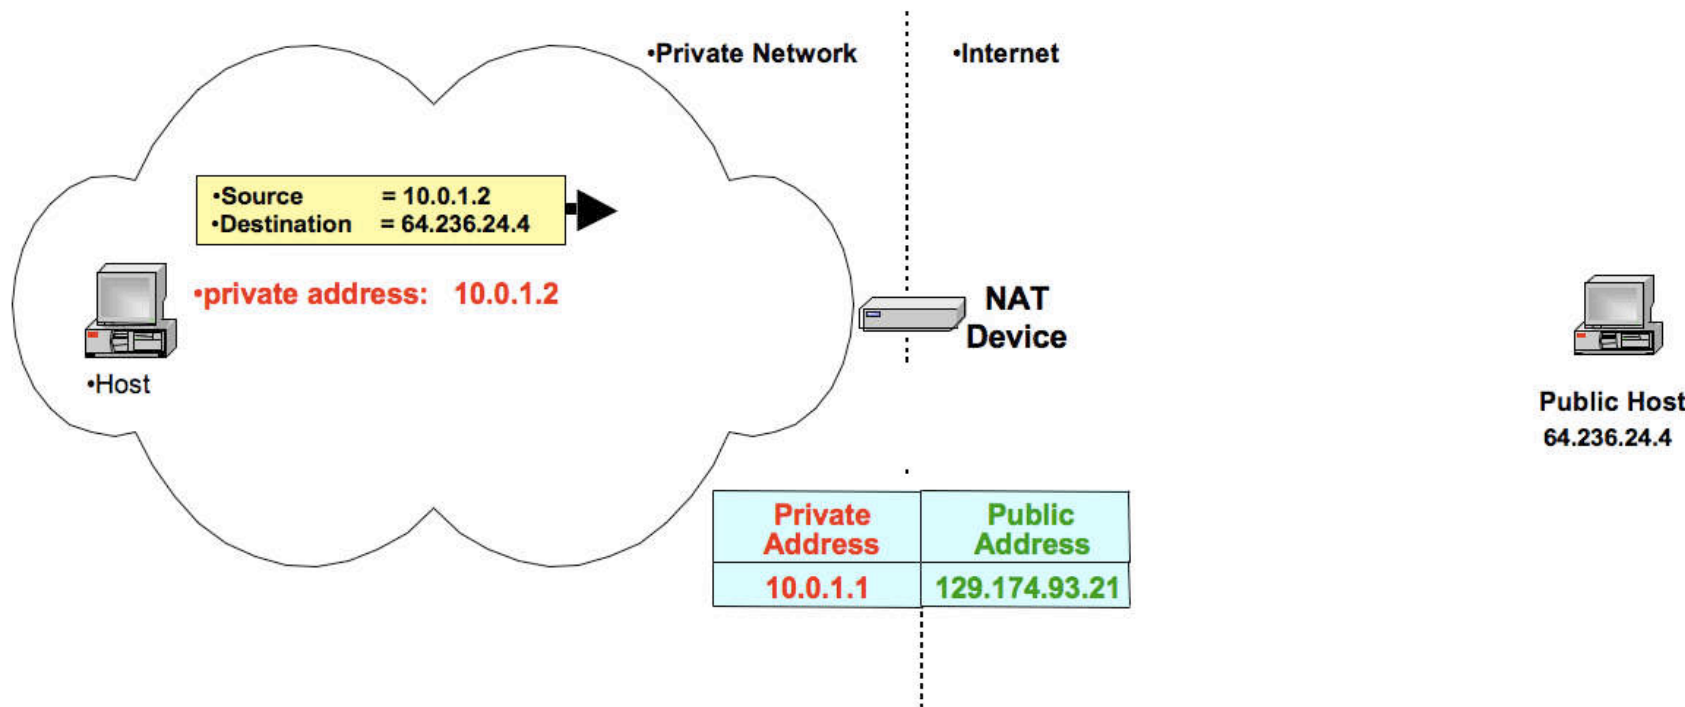 •Private Network
•Internet
•Source = 10.0.1.2
•Destination = 64.236.24.4
•private address: 10.0.1.2
•Host
NAT
Device
Public Host
64.236.24.4
Private
Address
Public
Address
10.0.1.1
129.174.93.21